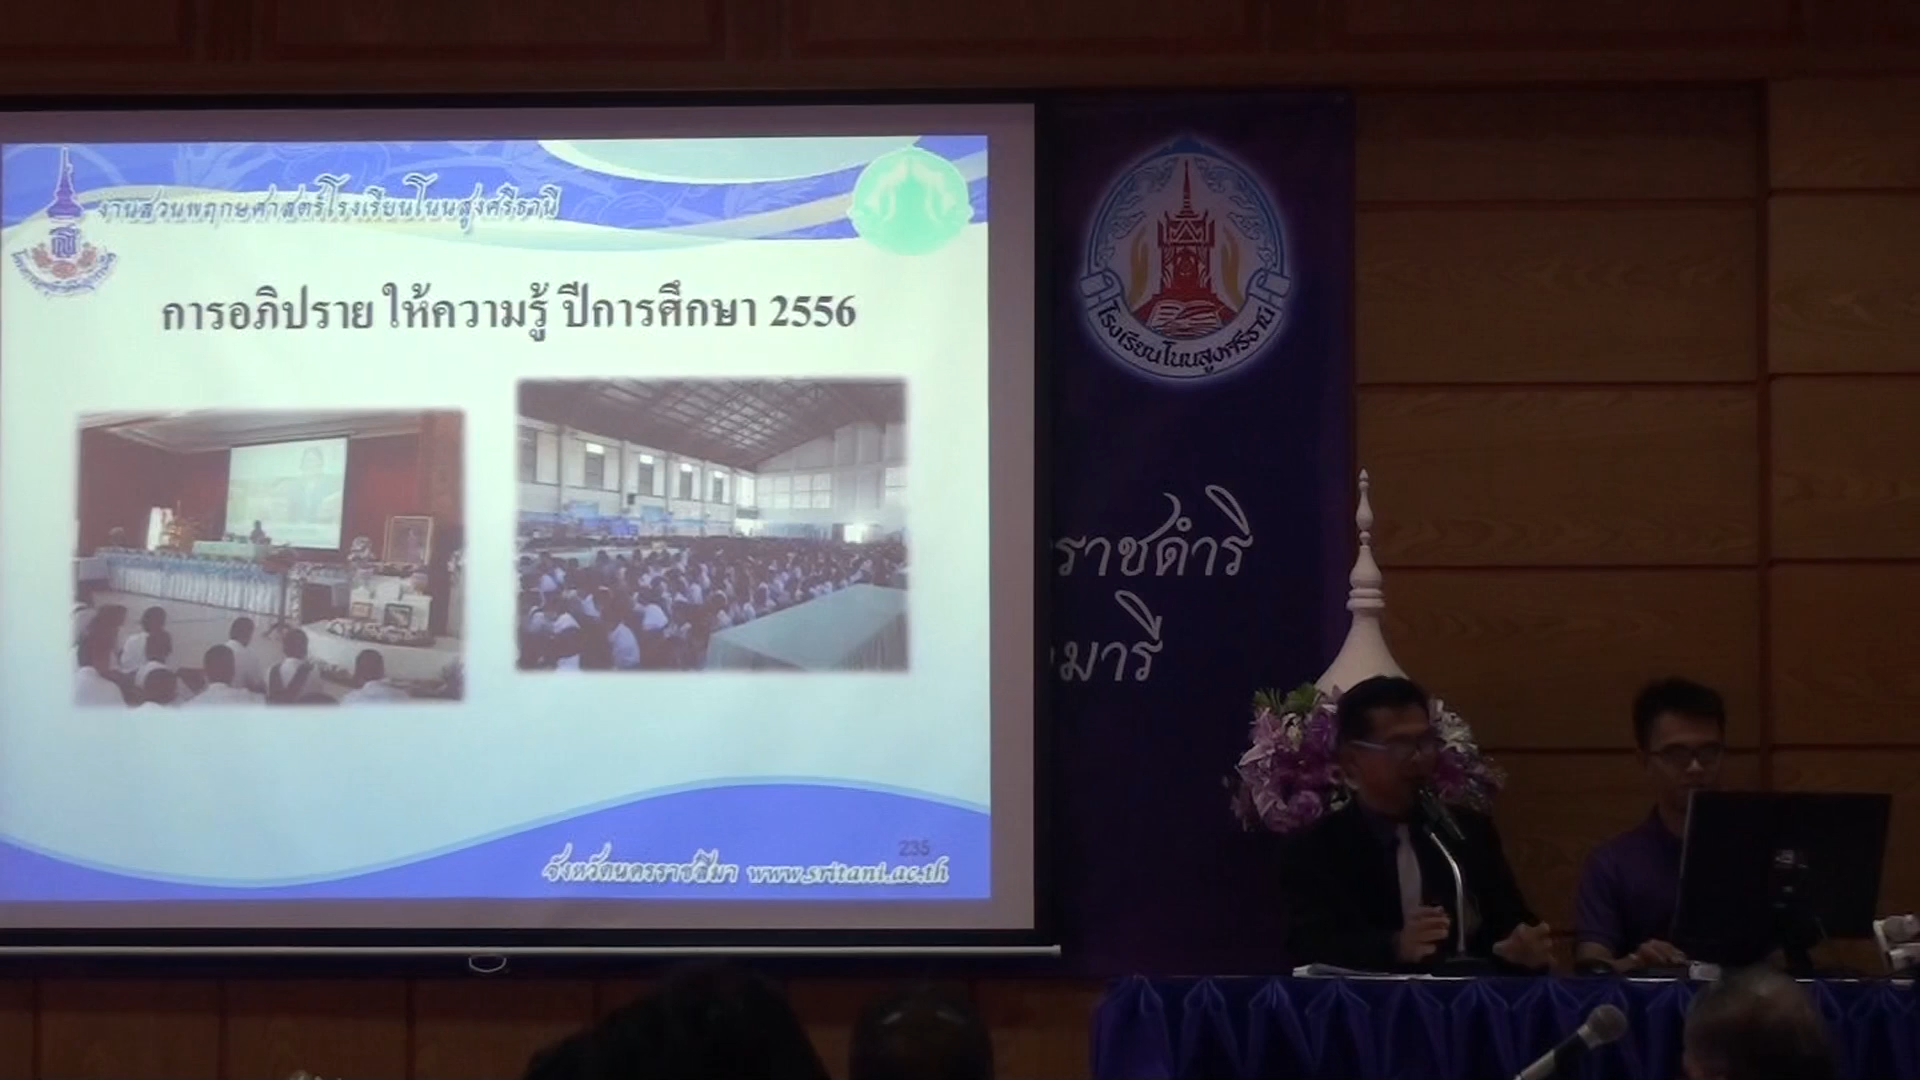 งานสวนพฤกษศาสตร์โรงเรียนโนนสูงศรีธานี
การอภิปราย ให้ความรู้ ปีการศึกษา 2556
235
จังหวัดนครราชสีมา www.sritani.ac.th
โรงเรียนโนนสูงศรีธานี
ราชดำริ
มารี